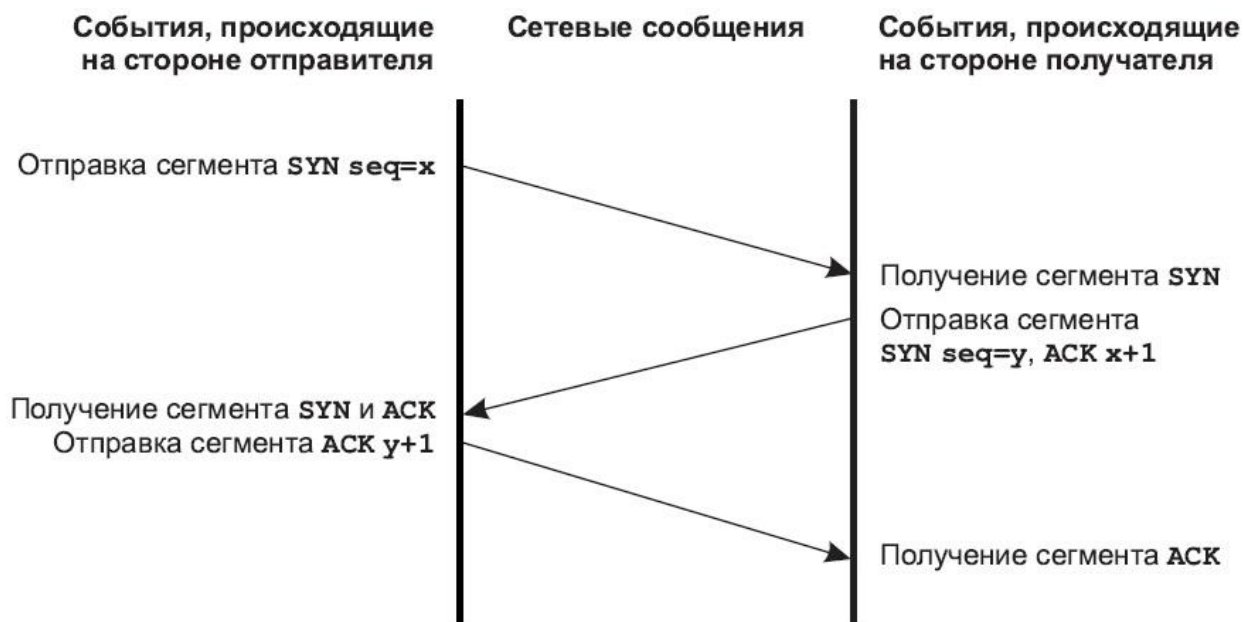 События, происходящие
на стороне отправителя
Сетевые сообщения
События, происходящие
на стороне получателя
Отправка сегмента SYN seq=x
Получение сегмента SYN
Отправка сегмента
SYN seq=y, ACK x+1
Получение сегмента SYN и ACK
Отправка сегмента ACK y+1
Получение сегмента ACK